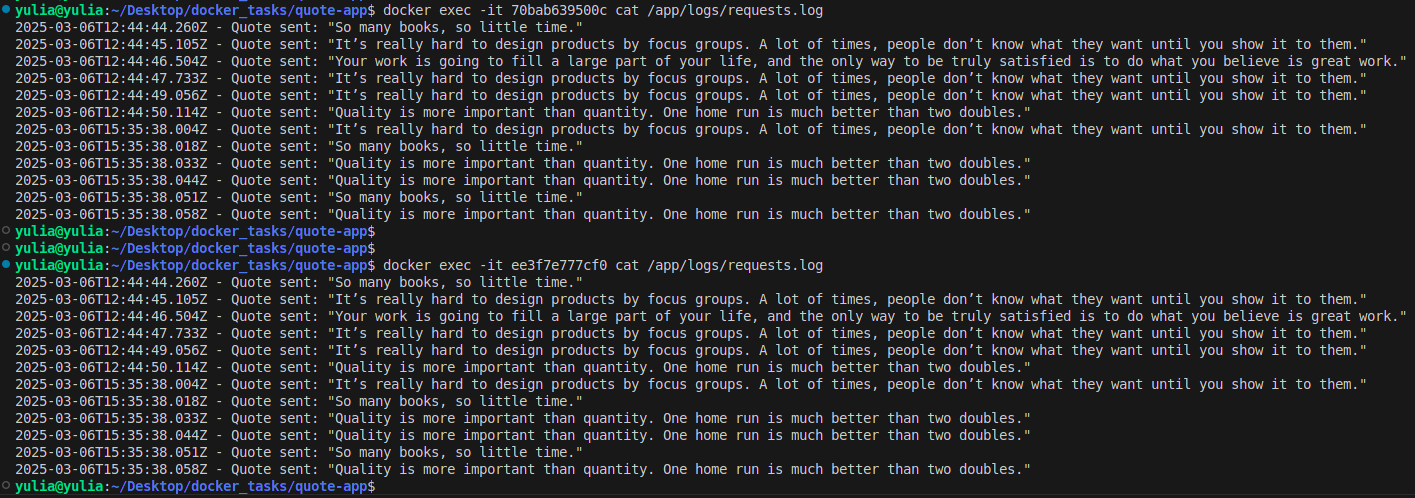 yulia@yulia:~/Desktop/docker_tasks/quote-app$ docker exec -it 70bab639500c cat /app/logs/requests.log
2025-03-06T12:44:44.260Z - Quote sent: "So many books, so little time."
2025-03-06T12:44:45.105Z - Quote sent: "It’s really hard to design products by focus groups. A lot of times, people don’t know what they want until you show it to them."
2025-03-06T12:44:46.504Z - Quote sent: "Your work is going to fill a large part of your life, and the only way to be truly satisfied is to do what you believe is great work."
2025-03-06T12:44:47.733Z - Quote sent: "It’s really hard to design products by focus groups. A lot of times, people don’t know what they want until you show it to them."
2025-03-06T12:44:49.056Z - Quote sent: "It’s really hard to design products by focus groups. A lot of times, people don’t know what they want until you show it to them."
2025-03-06T12:44:50.114Z - Quote sent: "Quality is more important than quantity. One home run is much better than two doubles."
2025-03-06T15:35:38.004Z - Quote sent: "It’s really hard to design products by focus groups. A lot of times, people don’t know what they want until you show it to them."
2025-03-06T15:35:38.018Z - Quote sent: "So many books, so little time."
2025-03-06T15:35:38.033Z - Quote sent: "Quality is more important than quantity. One home run is much better than two doubles."
2025-03-06T15:35:38.044Z - Quote sent: "Quality is more important than quantity. One home run is much better than two doubles."
2025-03-06T15:35:38.051Z - Quote sent: "So many books, so little time."
2025-03-06T15:35:38.058Z - Quote sent: "Quality is more important than quantity. One home run is much better than two doubles."
yulia@yulia:~/Desktop/docker_tasks/quote-app$
yulia@yulia:~/Desktop/docker_tasks/quote-app$
yulia@yulia:~/Desktop/docker_tasks/quote-app$ docker exec -it ee3f7e777cf0 cat /app/logs/requests.log
2025-03-06T12:44:44.260Z - Quote sent: "So many books, so little time."
2025-03-06T12:44:45.105Z - Quote sent: "It’s really hard to design products by focus groups. A lot of times, people don’t know what they want until you show it to them."
2025-03-06T12:44:46.504Z - Quote sent: "Your work is going to fill a large part of your life, and the only way to be truly satisfied is to do what you believe is great work."
2025-03-06T12:44:47.733Z - Quote sent: "It’s really hard to design products by focus groups. A lot of times, people don’t know what they want until you show it to them."
2025-03-06T12:44:49.056Z - Quote sent: "It’s really hard to design products by focus groups. A lot of times, people don’t know what they want until you show it to them."
2025-03-06T12:44:50.114Z - Quote sent: "Quality is more important than quantity. One home run is much better than two doubles."
2025-03-06T15:35:38.004Z - Quote sent: "It’s really hard to design products by focus groups. A lot of times, people don’t know what they want until you show it to them."
2025-03-06T15:35:38.018Z - Quote sent: "So many books, so little time."
2025-03-06T15:35:38.033Z - Quote sent: "Quality is more important than quantity. One home run is much better than two doubles."
2025-03-06T15:35:38.044Z - Quote sent: "Quality is more important than quantity. One home run is much better than two doubles."
2025-03-06T15:35:38.051Z - Quote sent: "So many books, so little time."
2025-03-06T15:35:38.058Z - Quote sent: "Quality is more important than quantity. One home run is much better than two doubles."
yulia@yulia:~/Desktop/docker_tasks/quote-app$